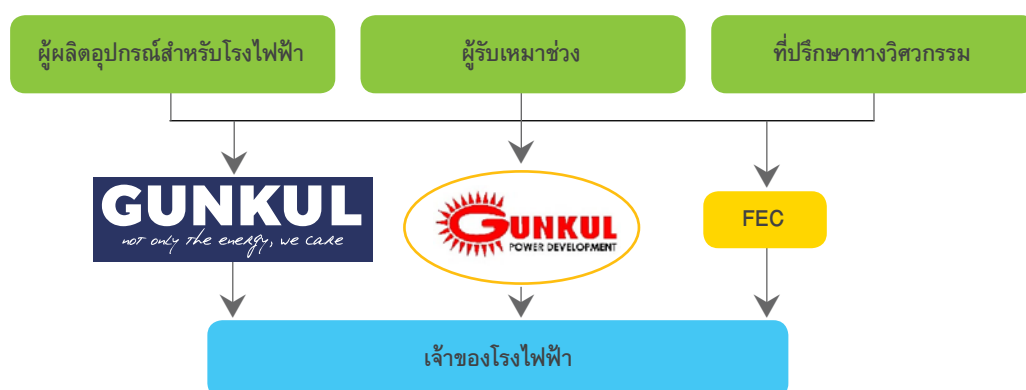 ผู้ผลิตอุปกรณ์สำหรับโรงไฟฟ้า
ผู้รับเหมาช่วง
ที่ปรึกษาทางวิศวกรรม
GUNKUL
not only the energy, we care
GUNKUL
POWER DEVELOPMENT
FEC
เจ้าของโรงไฟฟ้า